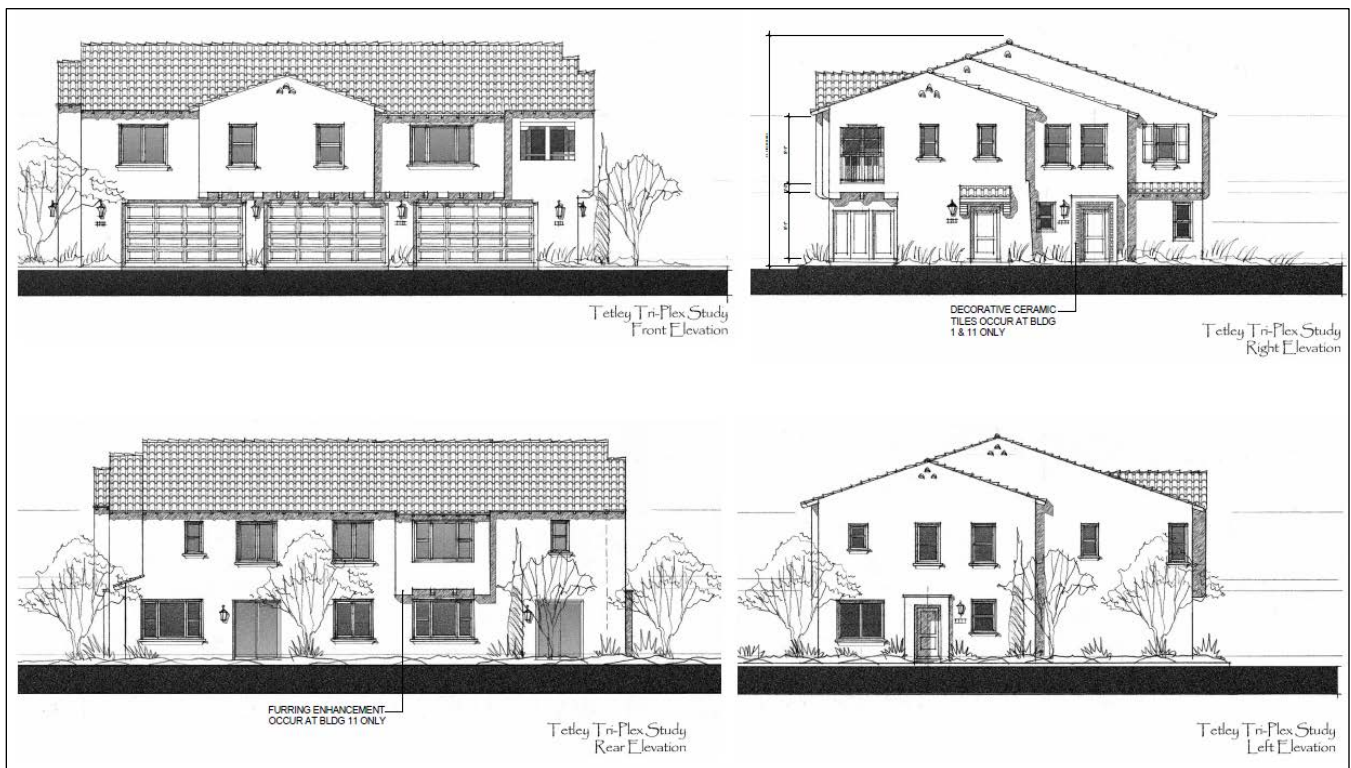 Tetley Tri-Plex Study
Front Elevation
DECORATIVE CERAMIC
TILES OCCUR AT BLDG
1 & 11 ONLY
Tetley Tri-Plex Study
Right Elevation
FURRING ENHANCEMENT
OCCUR AT BLDG 11 ONLY
Tetley Tri-Plex Study
Rear Elevation
Tetley Tri-Plex Study
Left Elevation